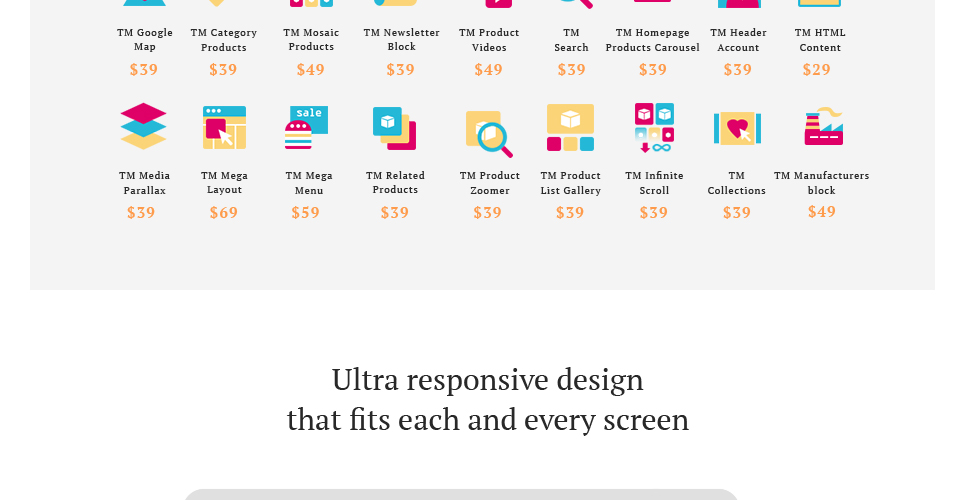 TM Google Map
TM Category Products
TM Mosaic Products
TM Newsletter Block
TM Product Videos
TM Search
TM Homepage Products Carousel
TM Header Account
TM HTML Content
$39 $39 $49 $39 $49 $39 $39 $39 $29
sale
TM Media Parallax
TM Mega Layout
TM Mega Menu
TM Related Products
TM Product Zoomer
TM Product List Gallery
TM Infinite Scroll
TM Collections
TM Manufacturers block
$39 $69 $59 $39 $39 $39 $39 $39 $49
Ultra responsive design
that fits each and every screen